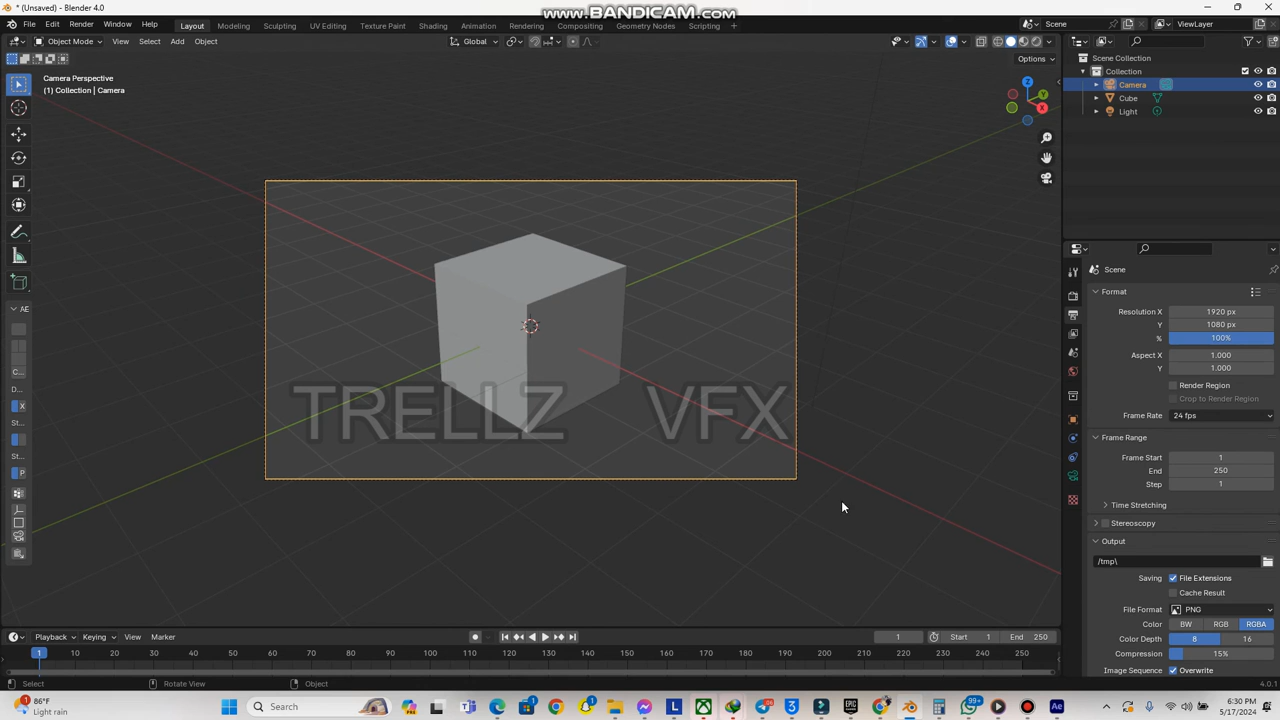 * (Unsaved) - Blender 4.0
www.BANDICAM.com
File Edit Render Window Help Layout Modeling Sculpting UV Editing Texture Paint Shading Animation Rendering Compositing Geometry Nodes Scripting +
Scene ViewLayer
Object Mode View Select Add Object Global
Options
Camera Perspective
(1) Collection | Camera
Z
Y
X
Scene Collection
Collection
Camera
Cube
Light
AE
C...
D...
X
St...
X
St...
P
TRELLZ VFX
Scene
Format
Resolution X 1920 px
Y 1080 px
% 100%
Aspect X 1.000
Y 1.000
Render Region
Crop to Render Region
Frame Rate 24 fps
Frame Range
Frame Start 1
End 250
Step 1
Time Stretching
Stereoscopy
Output
/tmp\
Saving File Extensions
Cache Result
File Format PNG
Color BW RGB RGBA
Color Depth 8 16
Compression 15%
Image Sequence Overwrite
Playback Keying View Marker 1 Start 1 End 250
1 10 20 30 40 50 60 70 80 90 100 110 120 130 140 150 160 170 180 190 200 210 220 230 240 250
Select Rotate View Object 4.0.1
86°F
Light rain
Search
99+
Ae
6:30 PM
5/17/2024